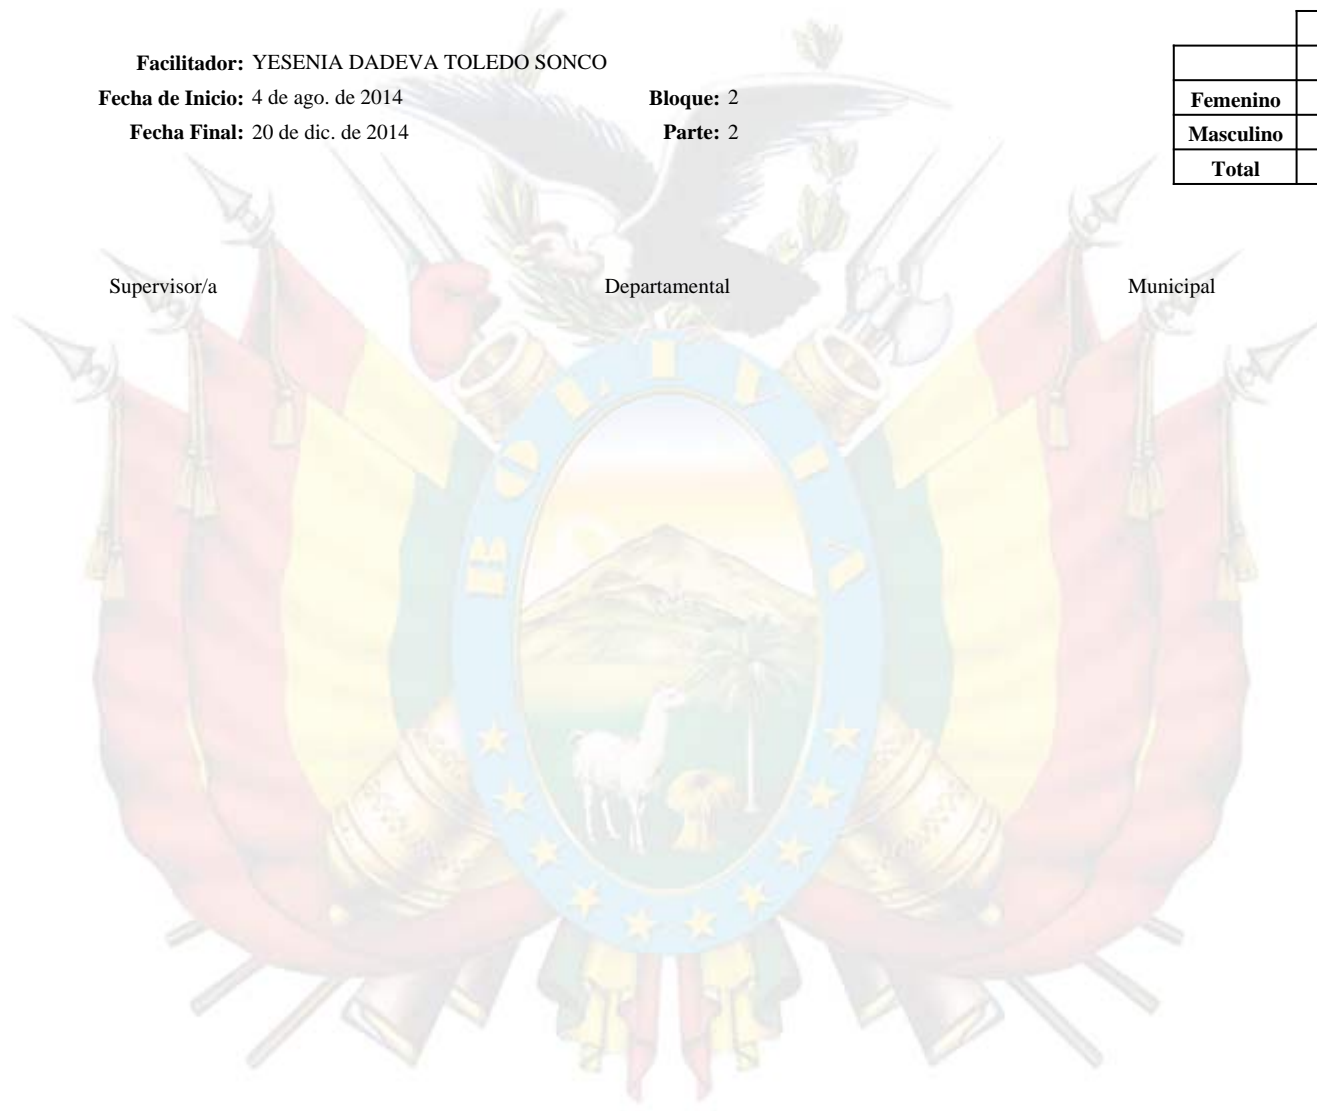 Facilitador: YESENIA DADEVA TOLEDO SONCO
Fecha de Inicio: 4 de ago. de 2014 Bloque: 2
Fecha Final: 20 de dic. de 2014 Parte: 2
Femenino
Masculino
Total
Supervisor/a Departamental Municipal
BOLIVIA